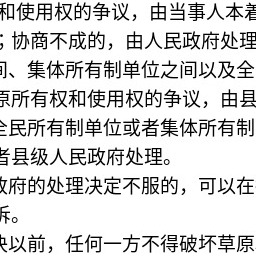 和使用权的争议，由当事人本着
；协商不成的，由人民政府处理
间、集体所有制单位之间以及全
原所有权和使用权的争议，由县
全民所有制单位或者集体所有制
者县级人民政府处理。
政府的处理决定不服的，可以在
诉。
决以前，任何一方不得破坏草原